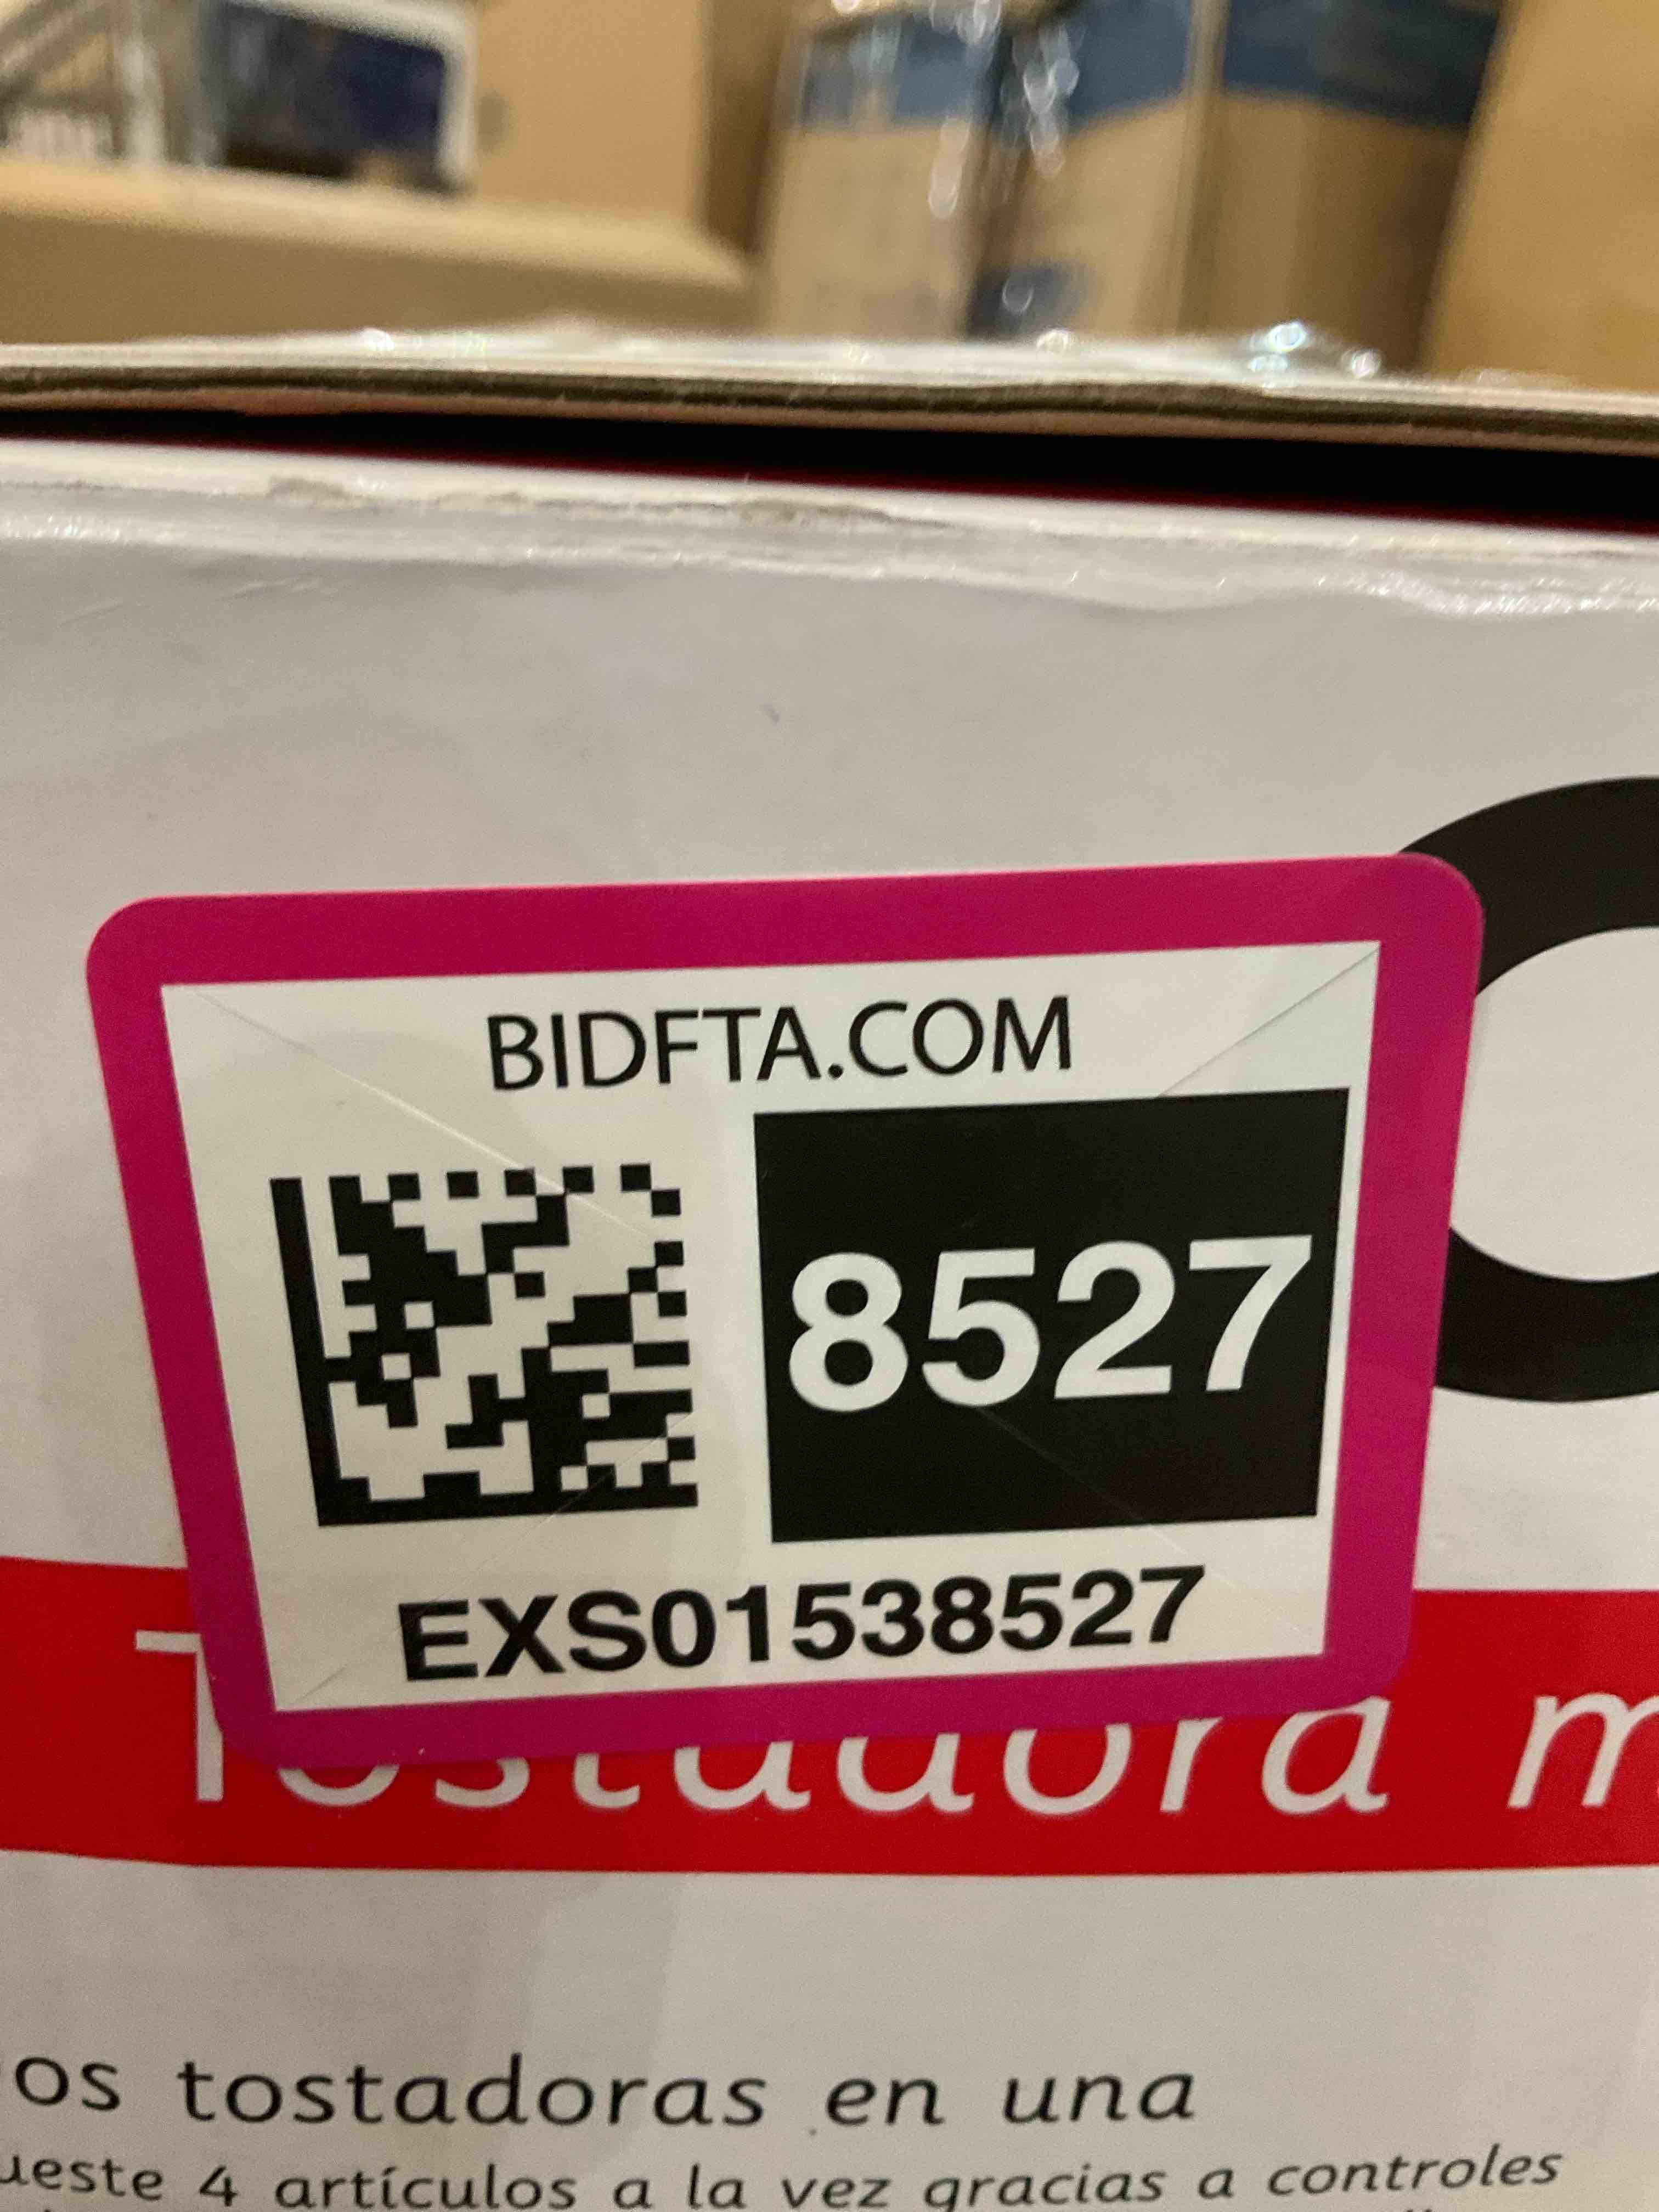 BIDFTA.COM
8527
EXS01538527
Tostadora
os tostadoras en una
ueste 4 artículos a la vez gracias a controles